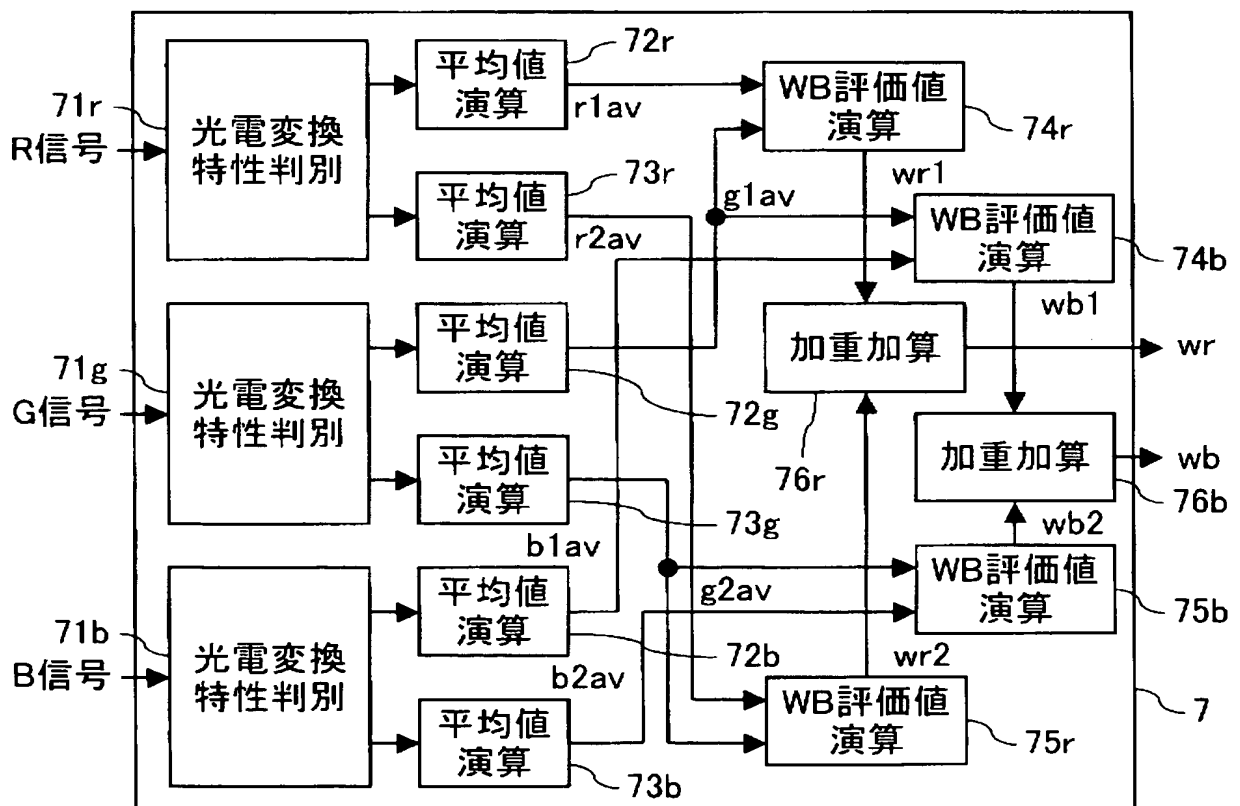 72r
平均値
演算
r1av
WB評価値
演算
74r
71r
R信号
光電変換
特性判別
73r
平均値
演算
r2av
wr1
g1av
WB評価値
演算
74b
wb1
71g
G信号
光電変換
特性判別
平均値
演算
72g
加重加算
wr
76r
平均値
演算
73g
加重加算
wb
76b
wb2
b1av
g2av
WB評価値
演算
75b
71b
B信号
光電変換
特性判別
平均値
演算
72b
b2av
wr2
WB評価値
演算
75r
7
平均値
演算
73b